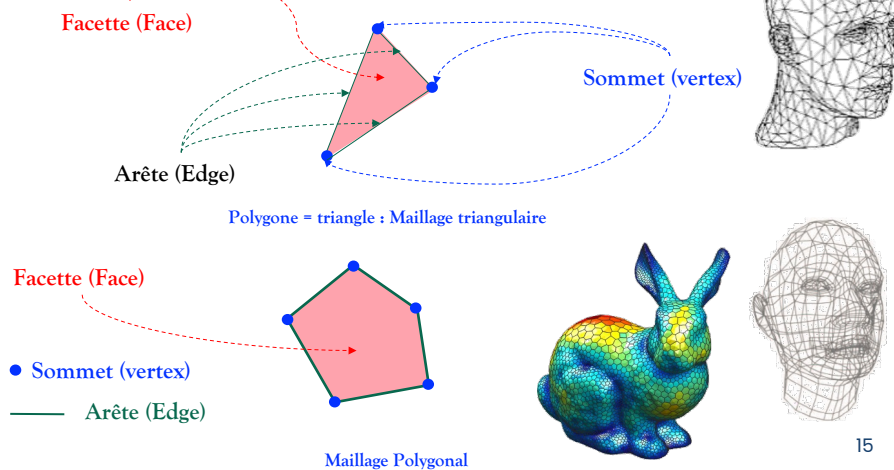 Facette (Face)
Sommet (vertex)
Arête (Edge)
Polygone = triangle : Maillage triangulaire
Facette (Face)
Sommet (vertex)
Arête (Edge)
Maillage Polygonal
15